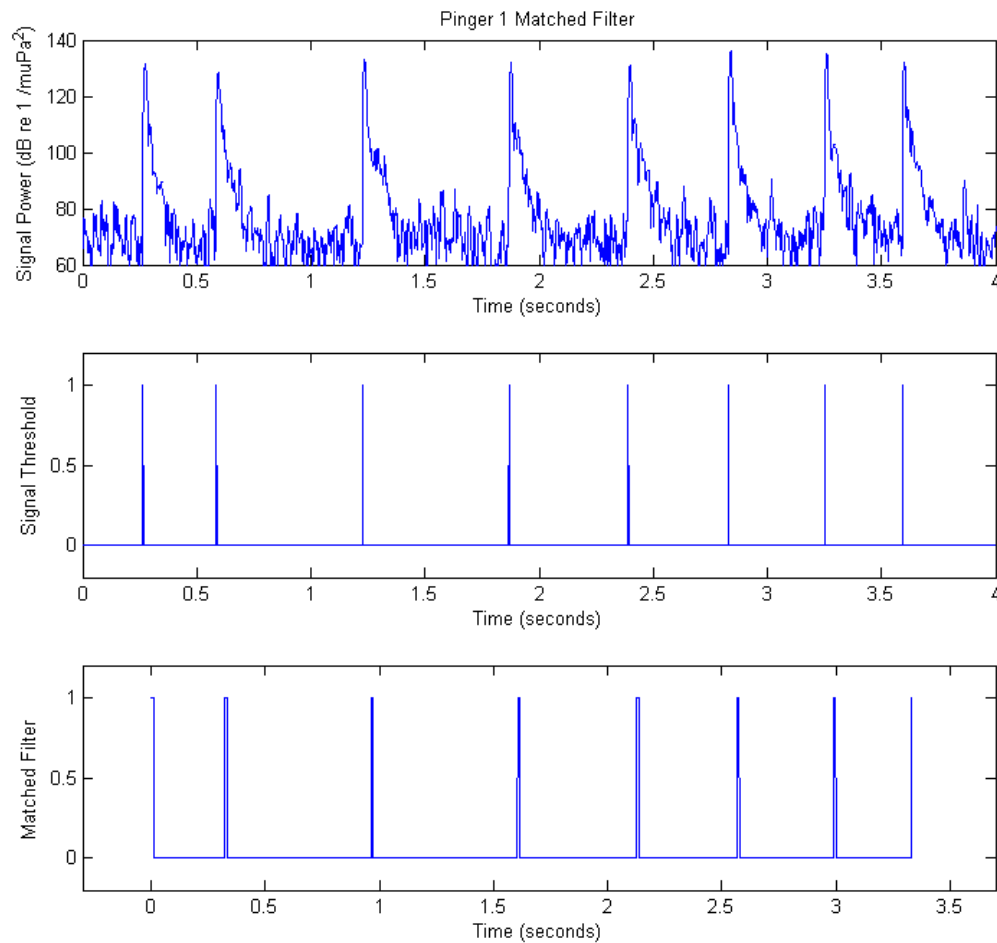 Pinger 1 Matched Filter
Signal Power (dB re 1 /muPa²)
140
120
100
80
60
0 0.5 1 1.5 2 2.5 3 3.5 4
Time (seconds)
Signal Threshold
1
0.5
0
0 0.5 1 1.5 2 2.5 3 3.5 4
Time (seconds)
Matched Filter
1
0.5
0
0 0.5 1 1.5 2 2.5 3 3.5
Time (seconds)